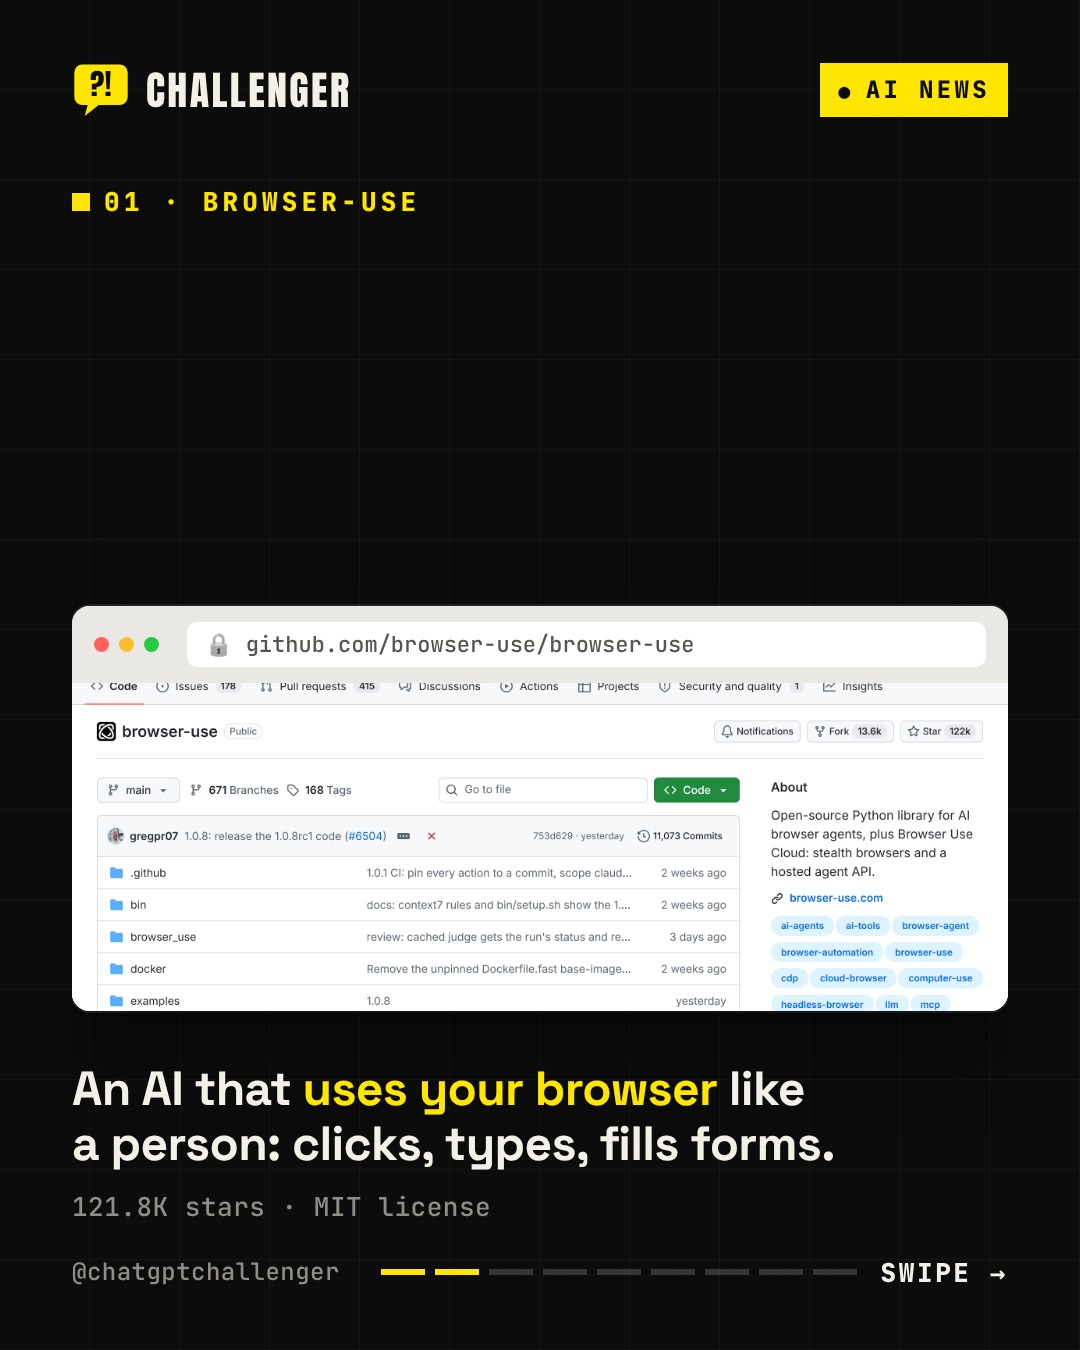 ?! CHALLENGER
● AI NEWS
01 · BROWSER-USE
github.com/browser-use/browser-use
Code Issues 178 Pull requests 415 Discussions Actions Projects Security and quality 1 Insights
browser-use Public Notifications Fork 13.6k Star 122k
main 671 Branches 168 Tags Go to file Code
gregpr07 1.0.8: release the 1.0.8rc1 code (#6504) 753d629 · yesterday 11,073 Commits
.github 1.0.1 CI: pin every action to a commit, scope claud... 2 weeks ago
bin docs: context7 rules and bin/setup.sh show the 1.... 2 weeks ago
browser_use review: cached judge gets the run's status and re... 3 days ago
docker Remove the unpinned Dockerfile.fast base-image... 2 weeks ago
examples 1.0.8 yesterday
About
Open-source Python library for AI
browser agents, plus Browser Use
Cloud: stealth browsers and a
hosted agent API.
browser-use.com
ai-agents ai-tools browser-agent
browser-automation browser-use
cdp cloud-browser computer-use
headless-browser llm mcp
An AI that uses your browser like
a person: clicks, types, fills forms.
121.8K stars · MIT license
@chatgptchallenger
SWIPE →